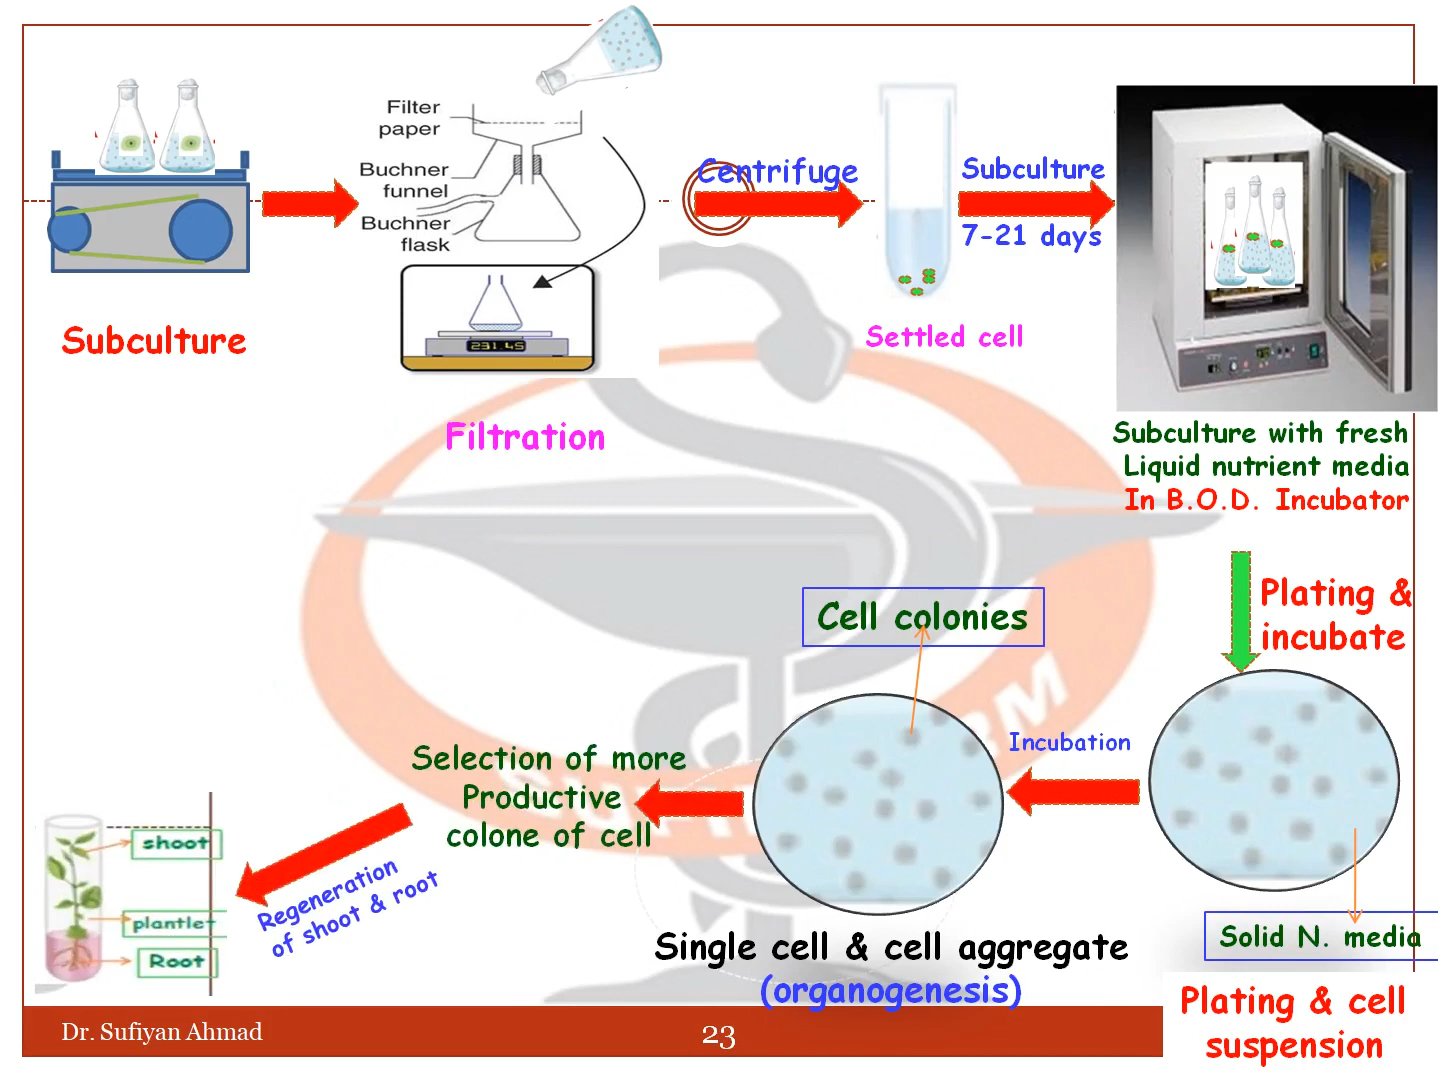 Filter
paper
Buchner
funnel
Buchner
flask
231.45
Subculture
Filtration
Centrifuge
Settled cell
Subculture
7-21 days
Subculture with fresh
Liquid nutrient media
In B.O.D. Incubator
Plating &
incubate
Cell colonies
Incubation
Solid N. media
Plating & cell
suspension
Single cell & cell aggregate
(organogenesis)
Selection of more
Productive
colone of cell
Regeneration
of shoot & root
shoot
plantlet
Root
Dr. Sufiyan Ahmad
23